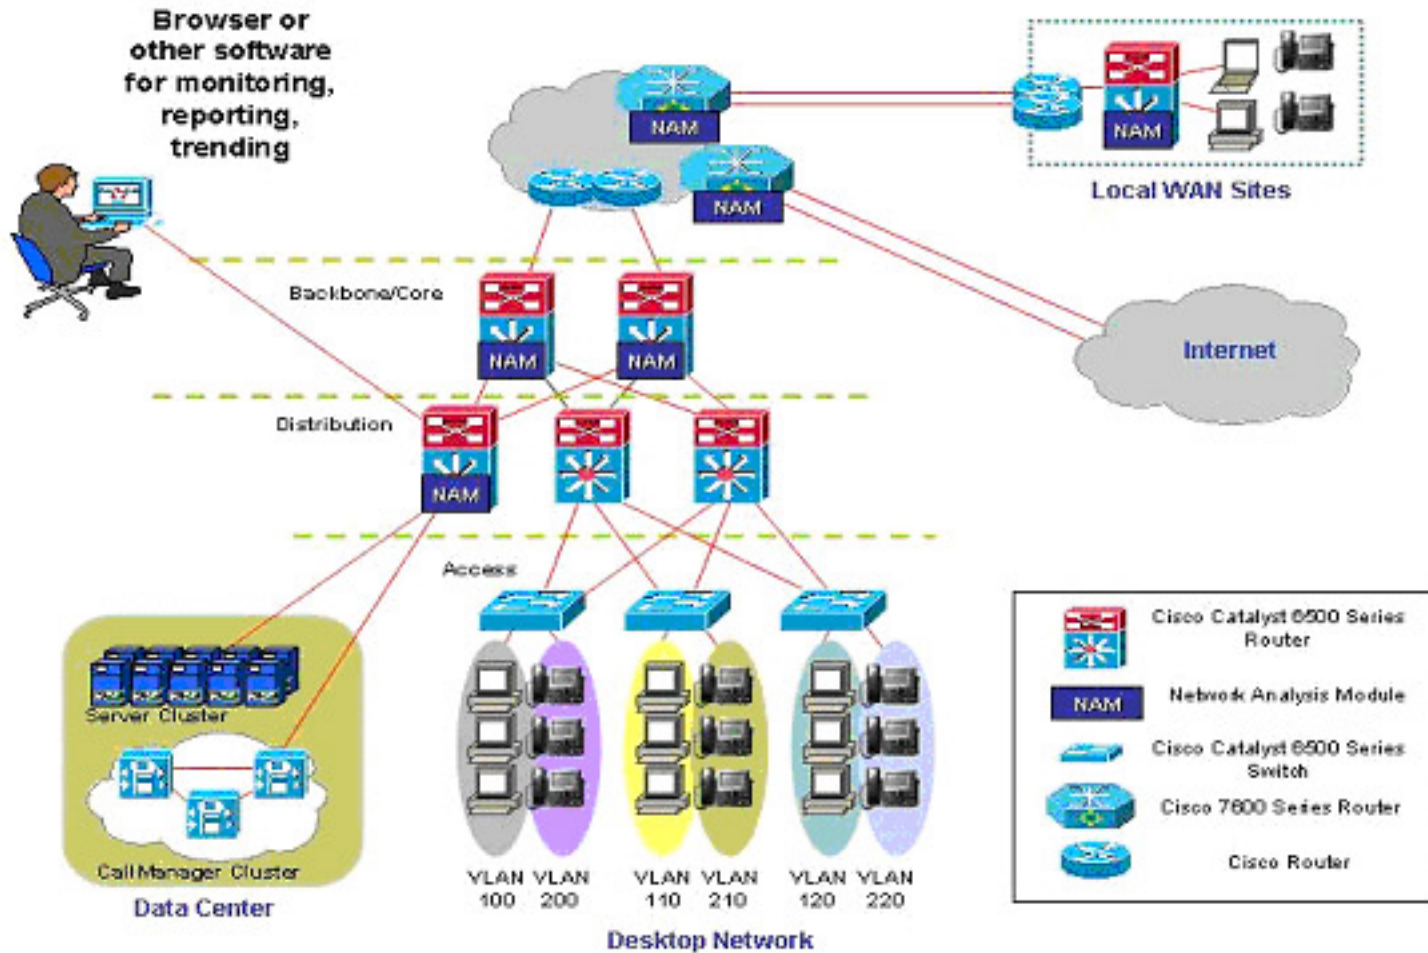 Browser or
other software
for monitoring,
reporting,
trending
NAM
NAM
NAM
Local WAN Sites
Backbone/Core
NAM
NAM
Internet
Distribution
NAM
Access
Server Cluster
Call Manager Cluster
Data Center
VLAN
100
VLAN
200
VLAN
110
VLAN
210
VLAN
120
VLAN
220
Desktop Network
Cisco Catalyst 6500 Series
Router
NAM
Network Analysis Module
Cisco Catalyst 6500 Series
Switch
Cisco 7600 Series Router
Cisco Router